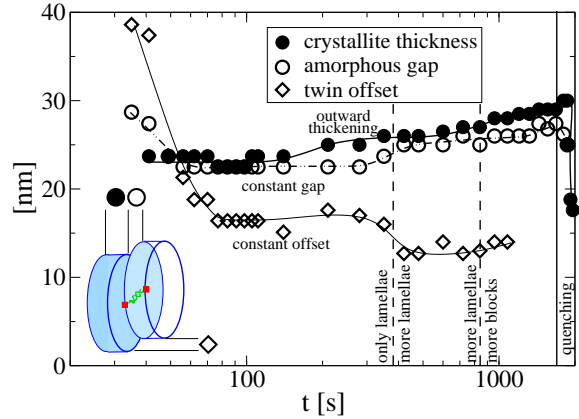 40
30
20
10
0
[nm]
crystallite thickness
amorphous gap
twin offset
outward
thickening
constant gap
constant offset
only lamellae
more lamellae
more lamellae
more blocks
quenching
100
1000
t [s]